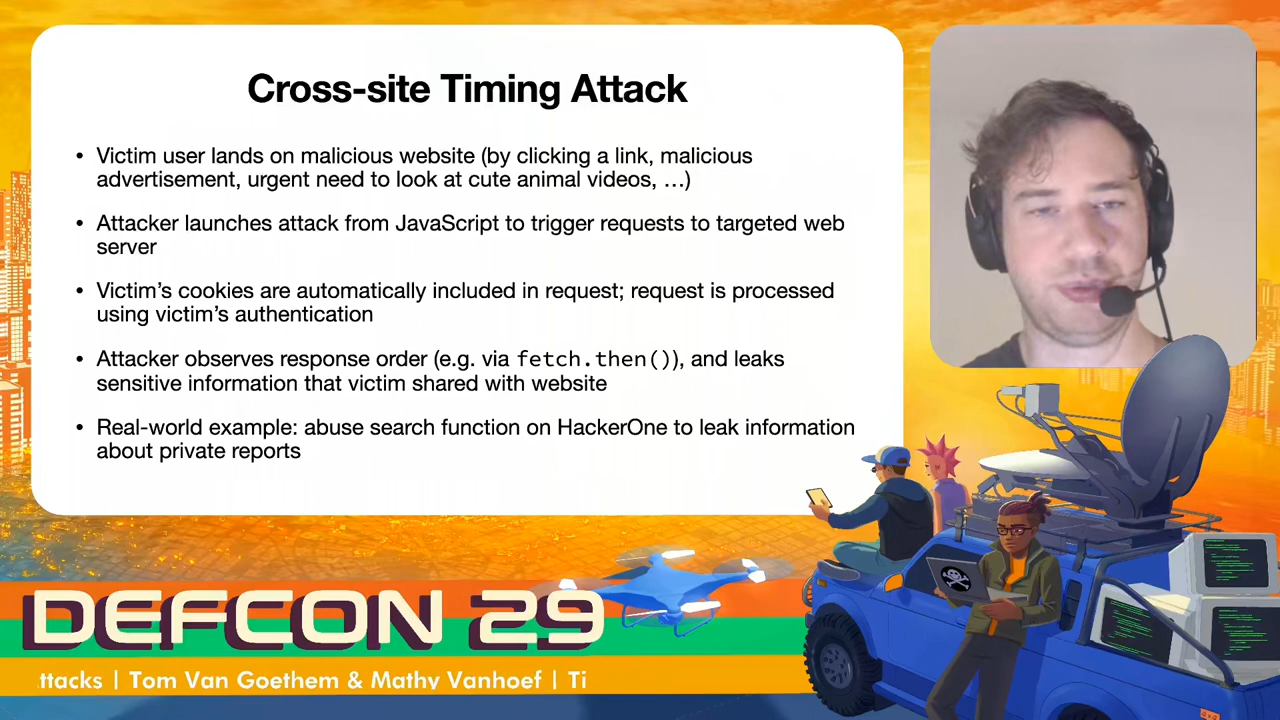 Cross-site Timing Attack
• Victim user lands on malicious website (by clicking a link, malicious
advertisement, urgent need to look at cute animal videos, …)
• Attacker launches attack from JavaScript to trigger requests to targeted web
server
• Victim’s cookies are automatically included in request; request is processed
using victim’s authentication
• Attacker observes response order (e.g. via fetch.then()), and leaks
sensitive information that victim shared with website
• Real-world example: abuse search function on HackerOne to leak information
about private reports
DEFCON 29
ttacks | Tom Van Goethem & Mathy Vanhoef | Ti